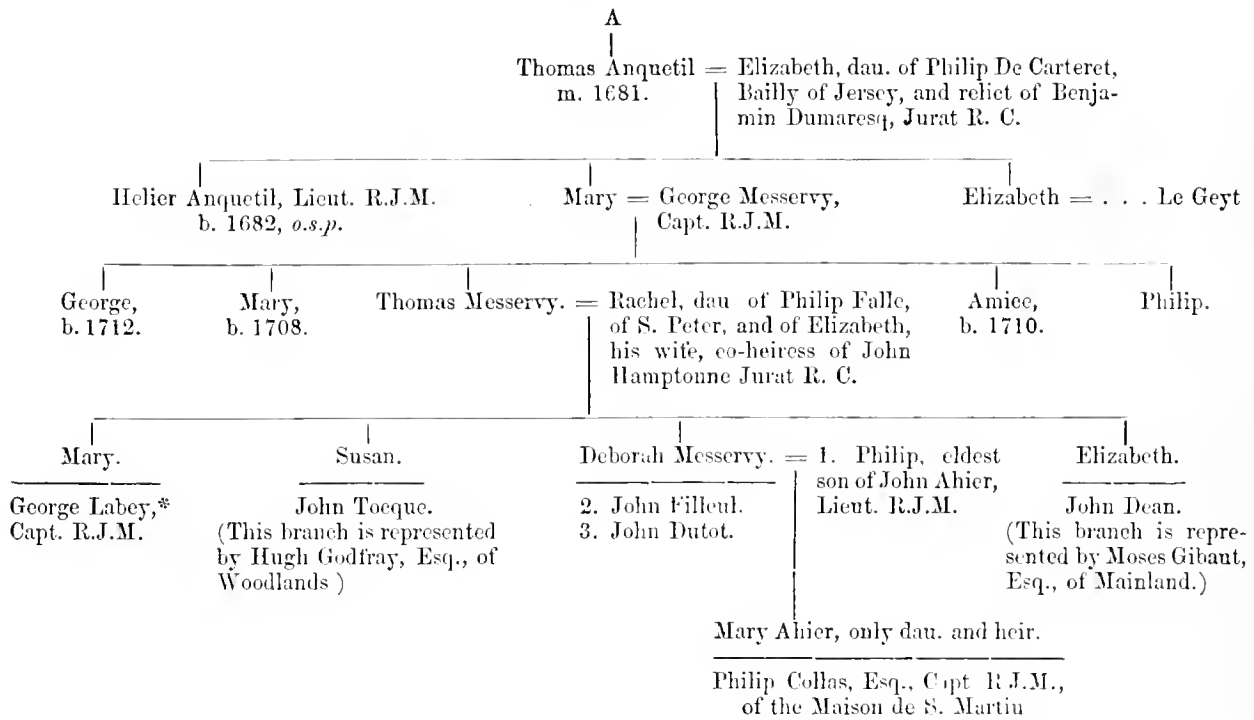 A
Thomas Anquetil = Elizabeth, dau. of Philip De Carteret,
m. 1681. Bailly of Jersey, and relict of Benja-
min Dumaresq, Jurat R. C.
Helier Anquetil, Lieut. R.J.M. Mary = George Messervy, Elizabeth = . . . Le Geyt
b. 1682, o.s.p. Capt. R.J.M.
George, Mary, Thomas Messervy. = Rachel, dau of Philip Falle, Amice, Philip.
b. 1712. b. 1708. of S. Peter, and of Elizabeth, b. 1710.
his wife, co-heiress of John
Hamptonne Jurat R. C.
Mary. Susan. Deborah Messervy. = 1. Philip, eldest Elizabeth.
son of John Ahier,
Lieut. R.J.M.
George Labey,* John Tocque. 2. John Filleul. John Dean.
Capt. R.J.M. (This branch is represented 3. John Dutot. (This branch is repre-
by Hugh Godfray, Esq., of sented by Moses Gibaut,
Woodlands ) Esq., of Mainland.)
Mary Ahier, only dau. and heir.
Philip Collas, Esq., Capt R.J.M.,
of the Maison de S. Martin